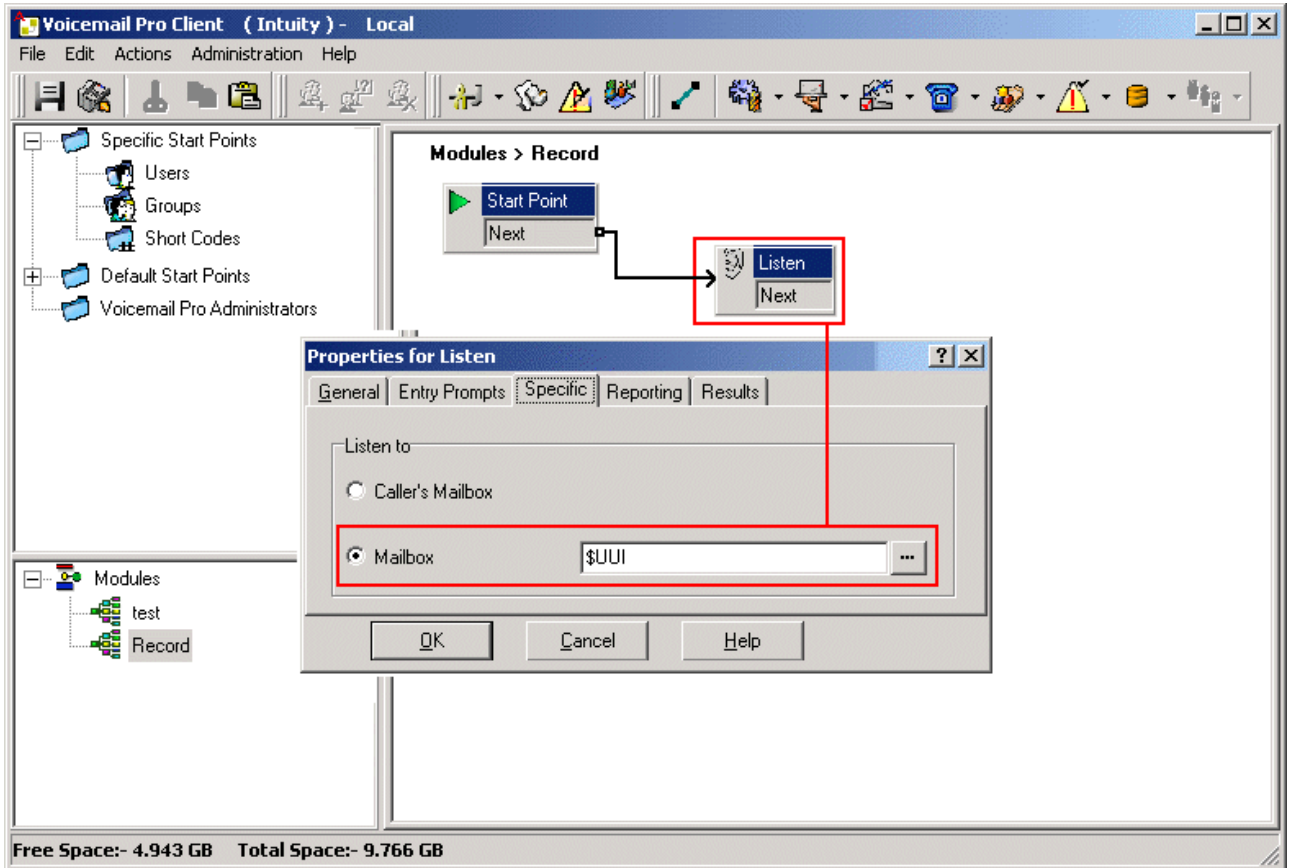 Voicemail Pro Client ( Intuity ) - Local
File Edit Actions Administration Help
Specific Start Points
Users
Groups
Short Codes
Default Start Points
Voicemail Pro Administrators
Modules > Record
Start Point
Next
Listen
Next
Properties for Listen
General Entry Prompts Specific Reporting Results
Listen to
Caller's Mailbox
Mailbox $UUI ...
OK Cancel Help
Modules
test
Record
Free Space:- 4.943 GB Total Space:- 9.766 GB